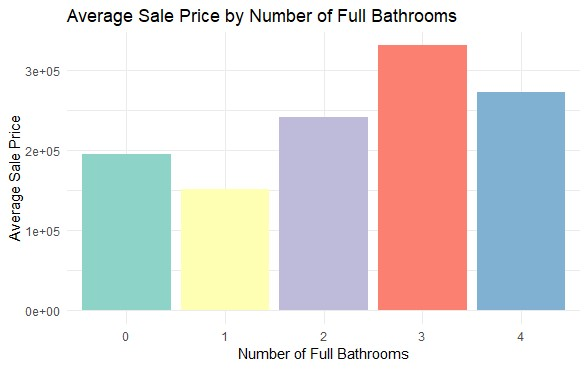 Average Sale Price by Number of Full Bathrooms
Average Sale Price
3e+05
2e+05
1e+05
0e+00
0 1 2 3 4
Number of Full Bathrooms